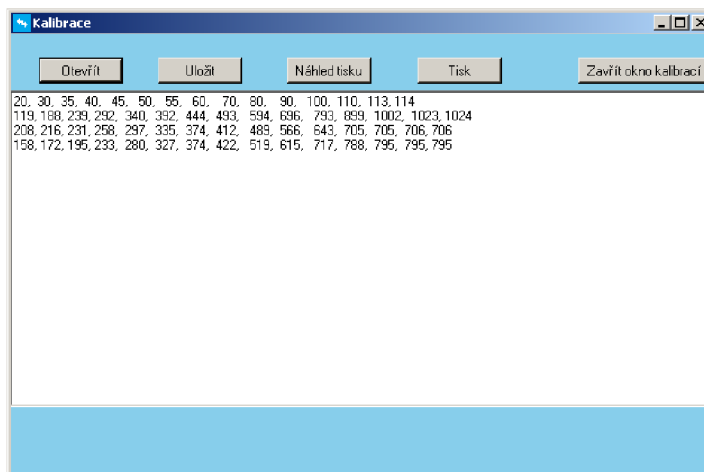 Kalibrace
Otevřít Uložit Náhled tisku Tisk Zavřít okno kalibrací
20, 30, 35, 40, 45, 50, 55, 60, 70, 80, 90, 100, 110, 113, 114
119, 188, 239, 292, 340, 392, 444, 493, 594, 696, 793, 899, 1002, 1023, 1024
208, 216, 231, 258, 297, 335, 374, 412, 489, 566, 643, 705, 705, 706, 706
158, 172, 195, 233, 280, 327, 374, 422, 519, 615, 717, 788, 795, 795, 795